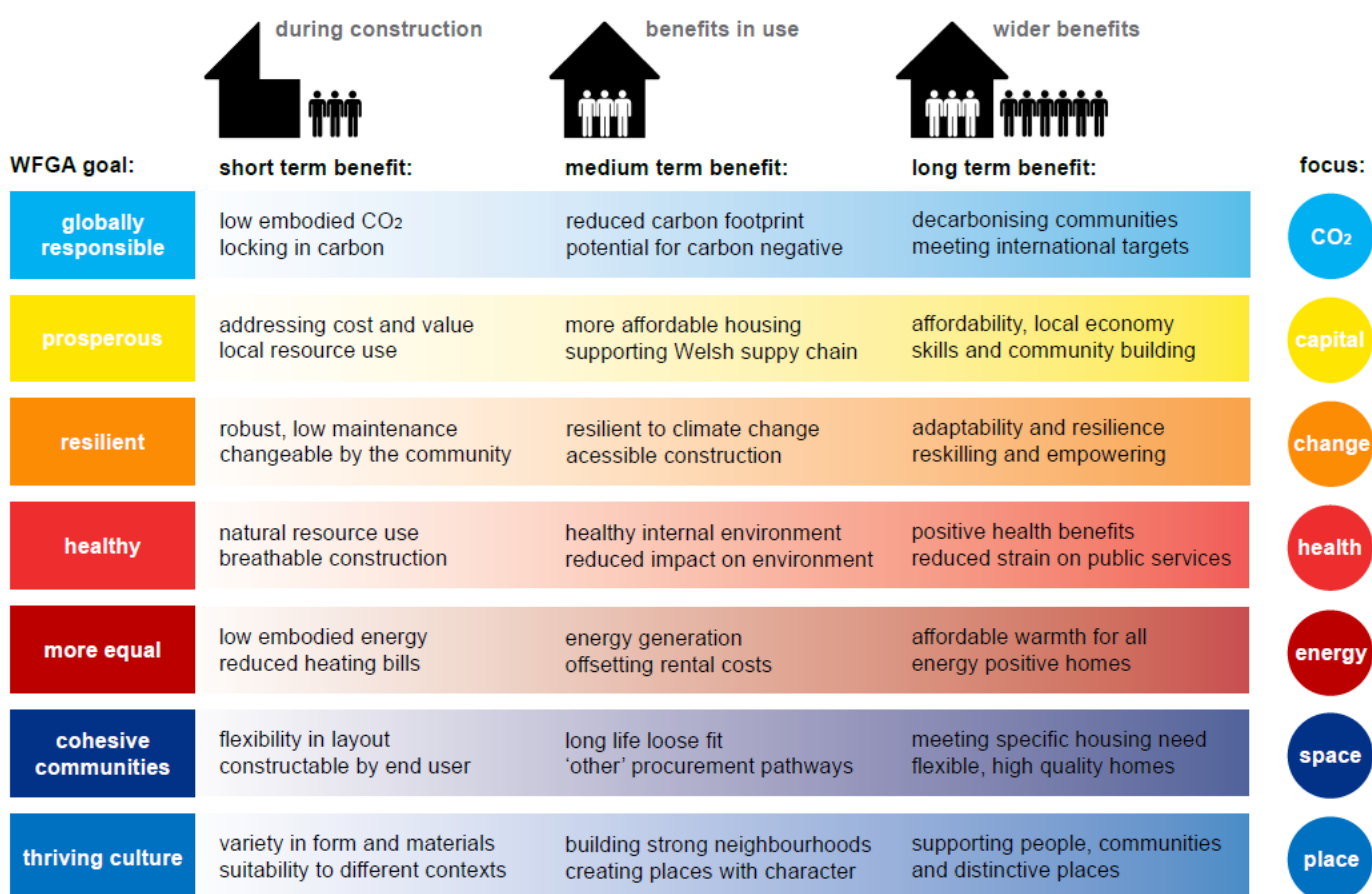 during construction
benefits in use
wider benefits
WFGA goal:
short term benefit:
medium term benefit:
long term benefit:
focus:
globally
responsible
low embodied CO₂
locking in carbon
reduced carbon footprint
potential for carbon negative
decarbonising communities
meeting international targets
CO₂
prosperous
addressing cost and value
local resource use
more affordable housing
supporting Welsh suppy chain
affordability, local economy
skills and community building
capital
resilient
robust, low maintenance
changeable by the community
resilient to climate change
acessible construction
adaptability and resilience
reskilling and empowering
change
healthy
natural resource use
breathable construction
healthy internal environment
reduced impact on environment
positive health benefits
reduced strain on public services
health
more equal
low embodied energy
reduced heating bills
energy generation
offsetting rental costs
affordable warmth for all
energy positive homes
energy
cohesive
communities
flexibility in layout
constructable by end user
long life loose fit
‘other’ procurement pathways
meeting specific housing need
flexible, high quality homes
space
thriving culture
variety in form and materials
suitability to different contexts
building strong neighbourhoods
creating places with character
supporting people, communities
and distinctive places
place